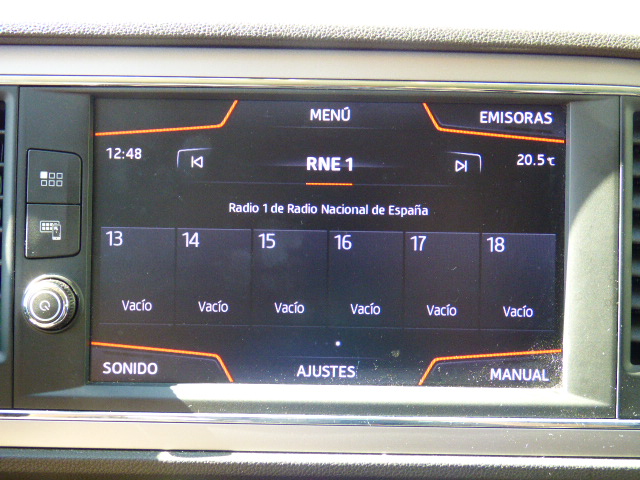 MENÚ
EMISORAS
12:48
RNE 1
20.5°C
Radio 1 de Radio Nacional de España
13 14 15 16 17 18
Vacío Vacío Vacío Vacío Vacío Vacío
SONIDO
AJUSTES
MANUAL